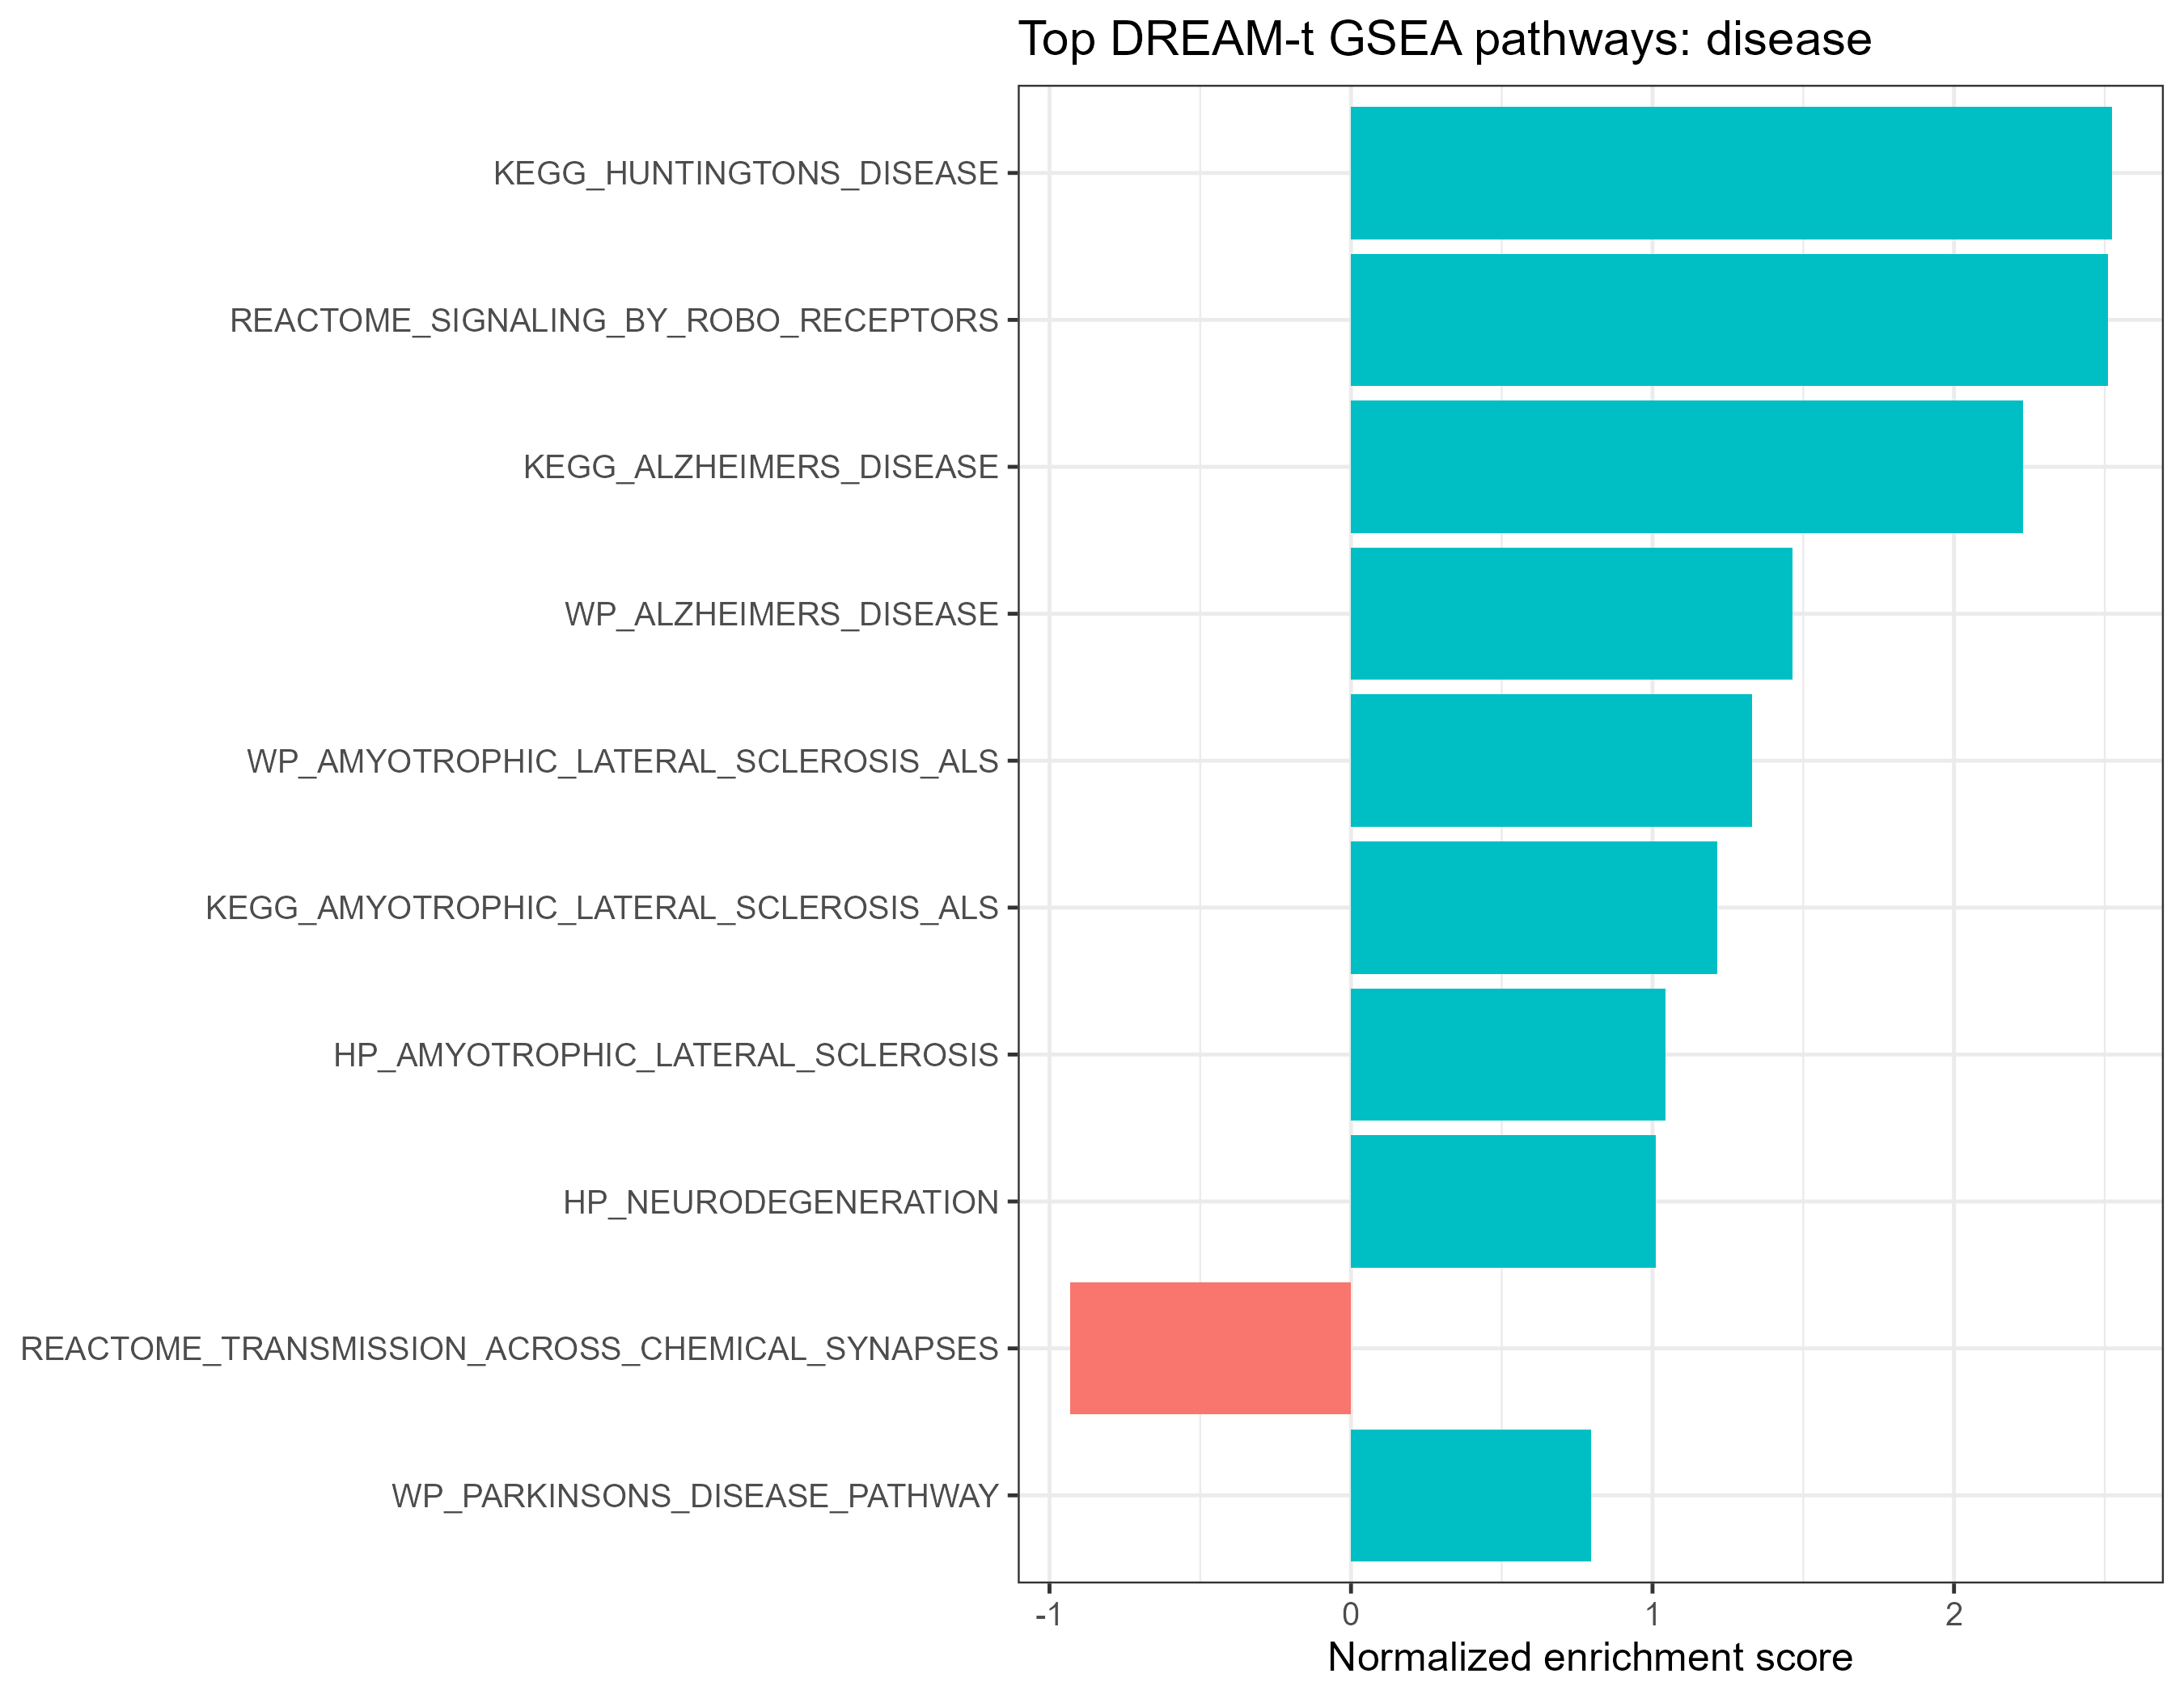 Top DREAM-t GSEA pathways: disease
KEGG_HUNTINGTONS_DISEASE
REACTOME_SIGNALING_BY_ROBO_RECEPTORS
KEGG_ALZHEIMERS_DISEASE
WP_ALZHEIMERS_DISEASE
WP_AMYOTROPHIC_LATERAL_SCLEROSIS_ALS
KEGG_AMYOTROPHIC_LATERAL_SCLEROSIS_ALS
HP_AMYOTROPHIC_LATERAL_SCLEROSIS
HP_NEURODEGENERATION
REACTOME_TRANSMISSION_ACROSS_CHEMICAL_SYNAPSES
WP_PARKINSONS_DISEASE_PATHWAY
-1 0 1 2
Normalized enrichment score